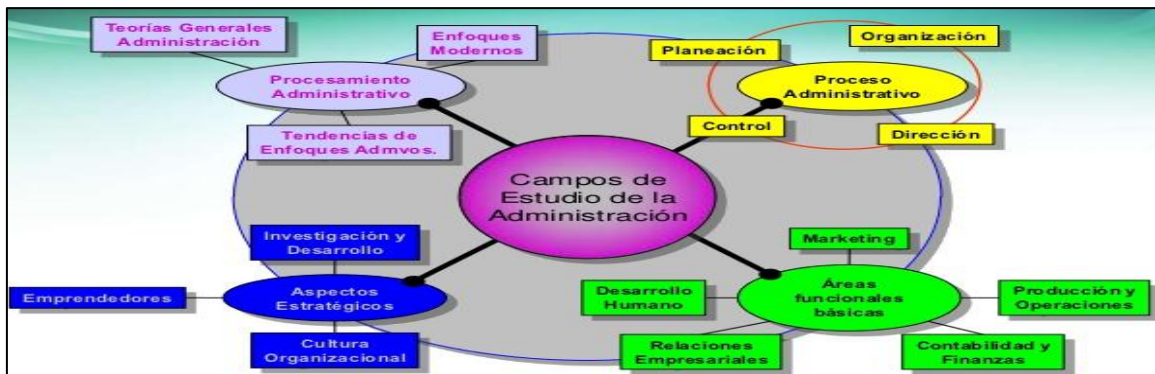 Teorías Generales
Administración
Enfoques
Modernos
Procesamiento
Administrativo
Tendencias de
Enfoques Admvos.
Planeación
Organización
Proceso
Administrativo
Control
Dirección
Campos de
Estudio de la
Administración
Investigación y
Desarrollo
Emprendedores
Aspectos
Estratégicos
Cultura
Organizacional
Marketing
Desarrollo
Humano
Áreas
funcionales
básicas
Producción y
Operaciones
Relaciones
Empresariales
Contabilidad y
Finanzas